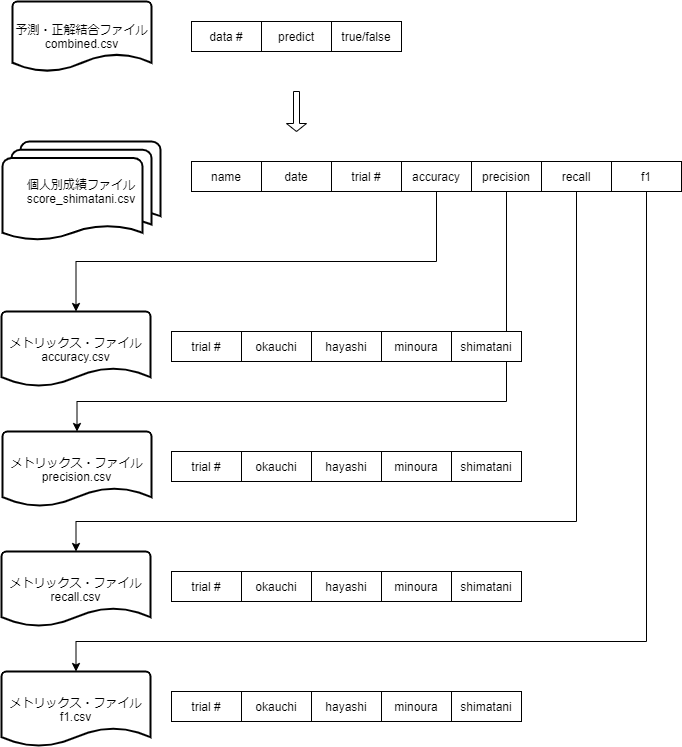 予測・正解結合ファイル
combined.csv
data # predict true/false
個人別成績ファイル
score_shimatani.csv
name date trial # accuracy precision recall f1
メトリックス・ファイル
accuracy.csv
trial # okauchi hayashi minoura shimatani
メトリックス・ファイル
precision.csv
trial # okauchi hayashi minoura shimatani
メトリックス・ファイル
recall.csv
trial # okauchi hayashi minoura shimatani
メトリックス・ファイル
f1.csv
trial # okauchi hayashi minoura shimatani